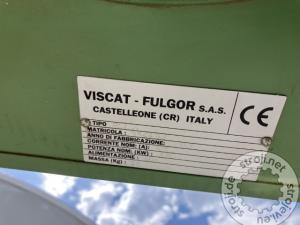 VISCAT - FULGOR S.A.S.
CASTELLEONE (CR) ITALY
CE
TIPO
MATRICOLA :
ANNO DI FABBRICAZIONE:
CORRENTE NOM: (A):
POTENZA NOM: (KW) :
ALIMENTAZIONE :
MASSA (Kg) :
stroji.net